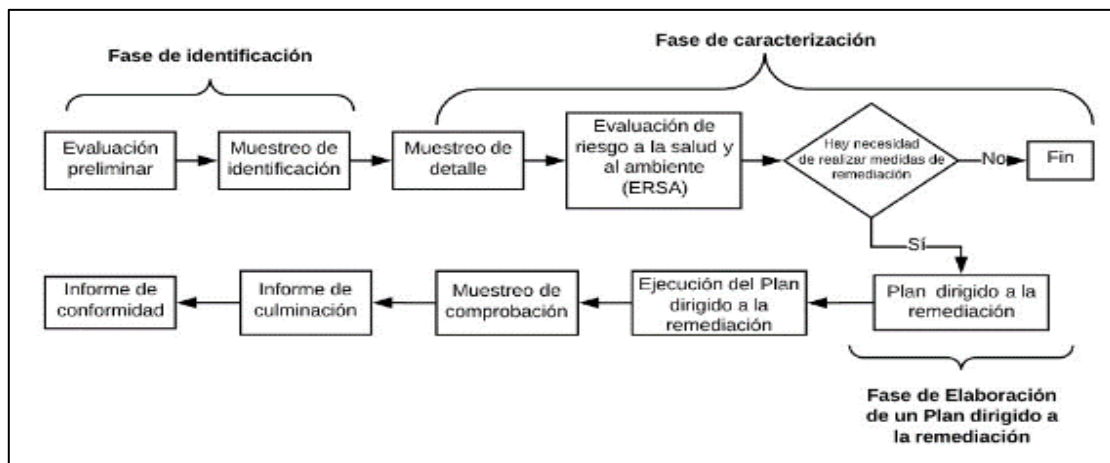 Fase de identificación
Fase de caracterización
Evaluación
preliminar
Muestreo de
identificación
Muestreo de
detalle
Evaluación de
riesgo a la salud y
al ambiente
(ERSA)
Hay necesidad
de realizar medidas de
remediación
No
Fin
Sí
Informe de
conformidad
Informe de
culminación
Muestreo de
comprobación
Ejecución del Plan
dirigido a la
remediación
Plan dirigido a la
remediación
Fase de Elaboración
de un Plan dirigido a
la remediación